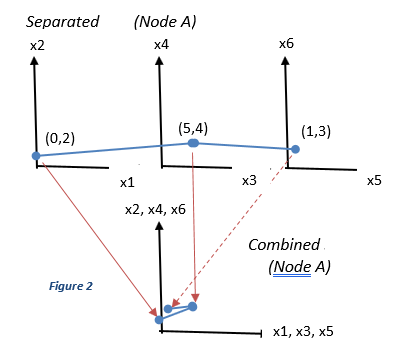 Separated (Node A)
x2 x4 x6
(0,2) (5,4) (1,3)
x1 x3 x5
x2, x4, x6
Combined
(Node A)
Figure 2
x1, x3, x5